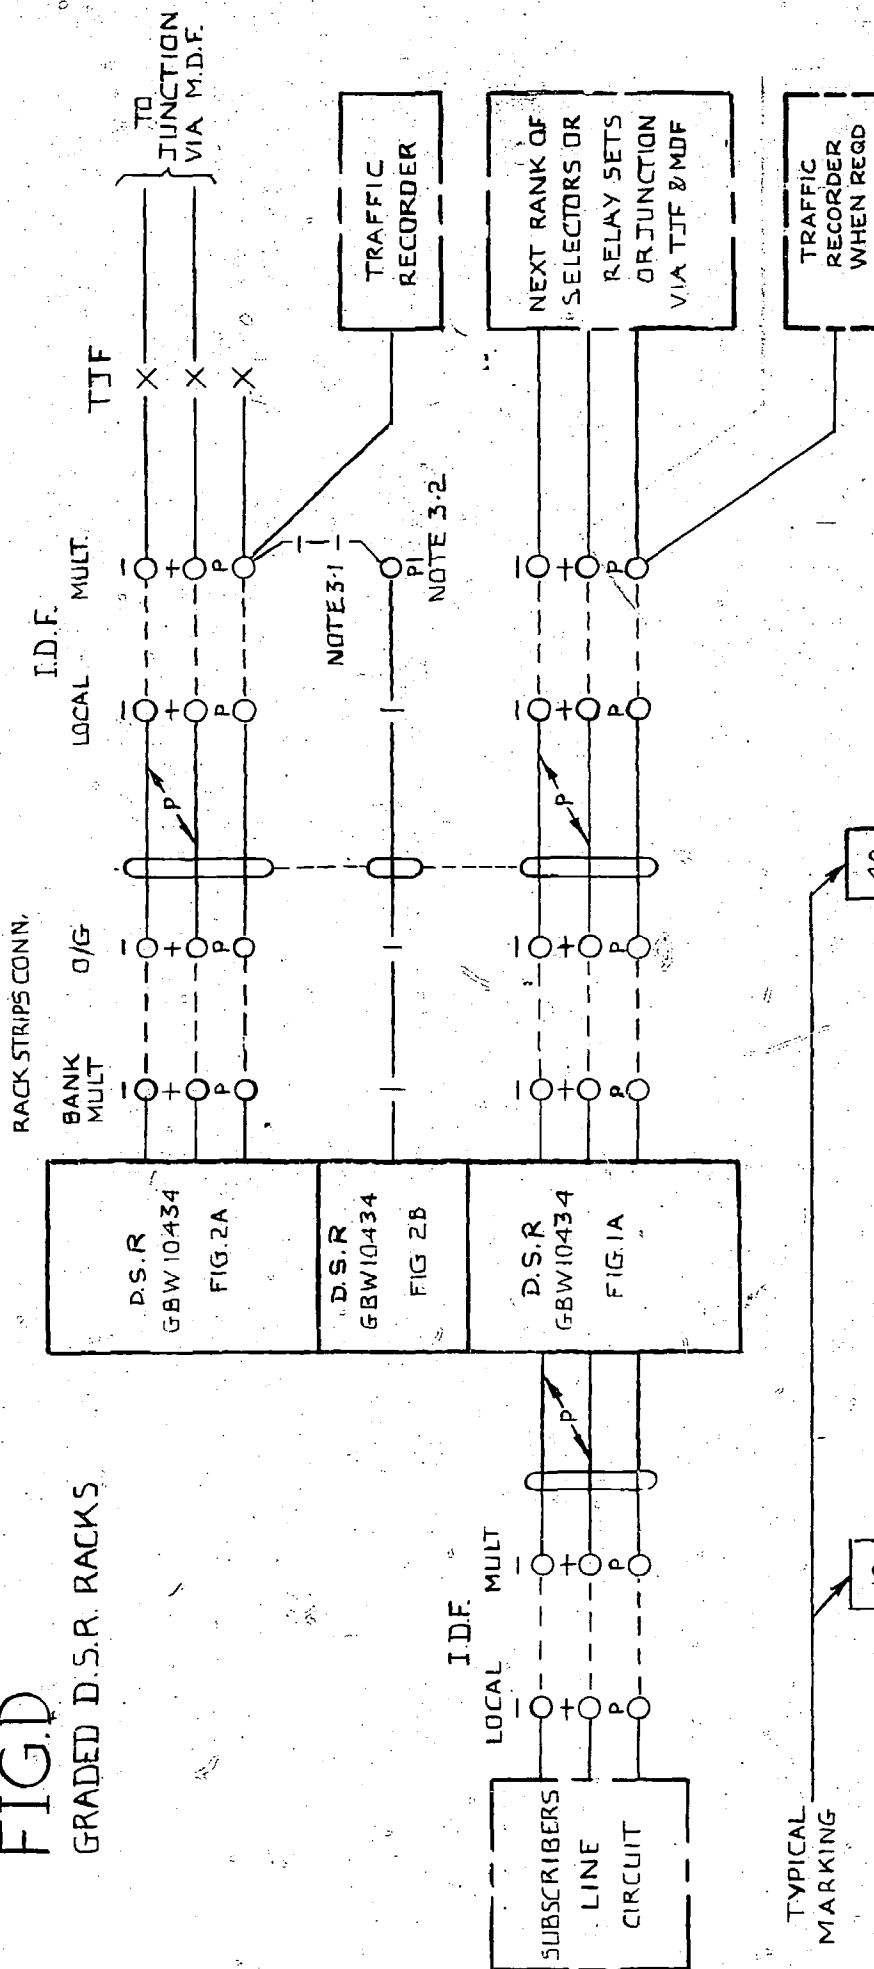 FIG.D
GRADED D.S.R. RACKS
RACK STRIPS CONN.
BANK
MULT
O/G
I.D.F.
LOCAL
MULT.
TJF
TO
JUNCTION
VIA M.D.F.
− − − −
+ + + +
P P P P
P
D.S.R
GBW10434
FIG.2A
D.S.R
GBW10434
FIG 2B
D.S.R
GBW10434
FIG.1A
NOTE 3·1
P1
NOTE 3·2
TRAFFIC
RECORDER
I.D.F.
LOCAL
MULT
− − − − − −
+ + + + + +
P P P P P P
P
P
SUBSCRIBERS
LINE
CIRCUIT
NEXT RANK OF
SELECTORS OR
RELAY SETS
OR JUNCTION
VIA TJF & MDF
TRAFFIC
RECORDER
WHEN REQD
TYPICAL
MARKING